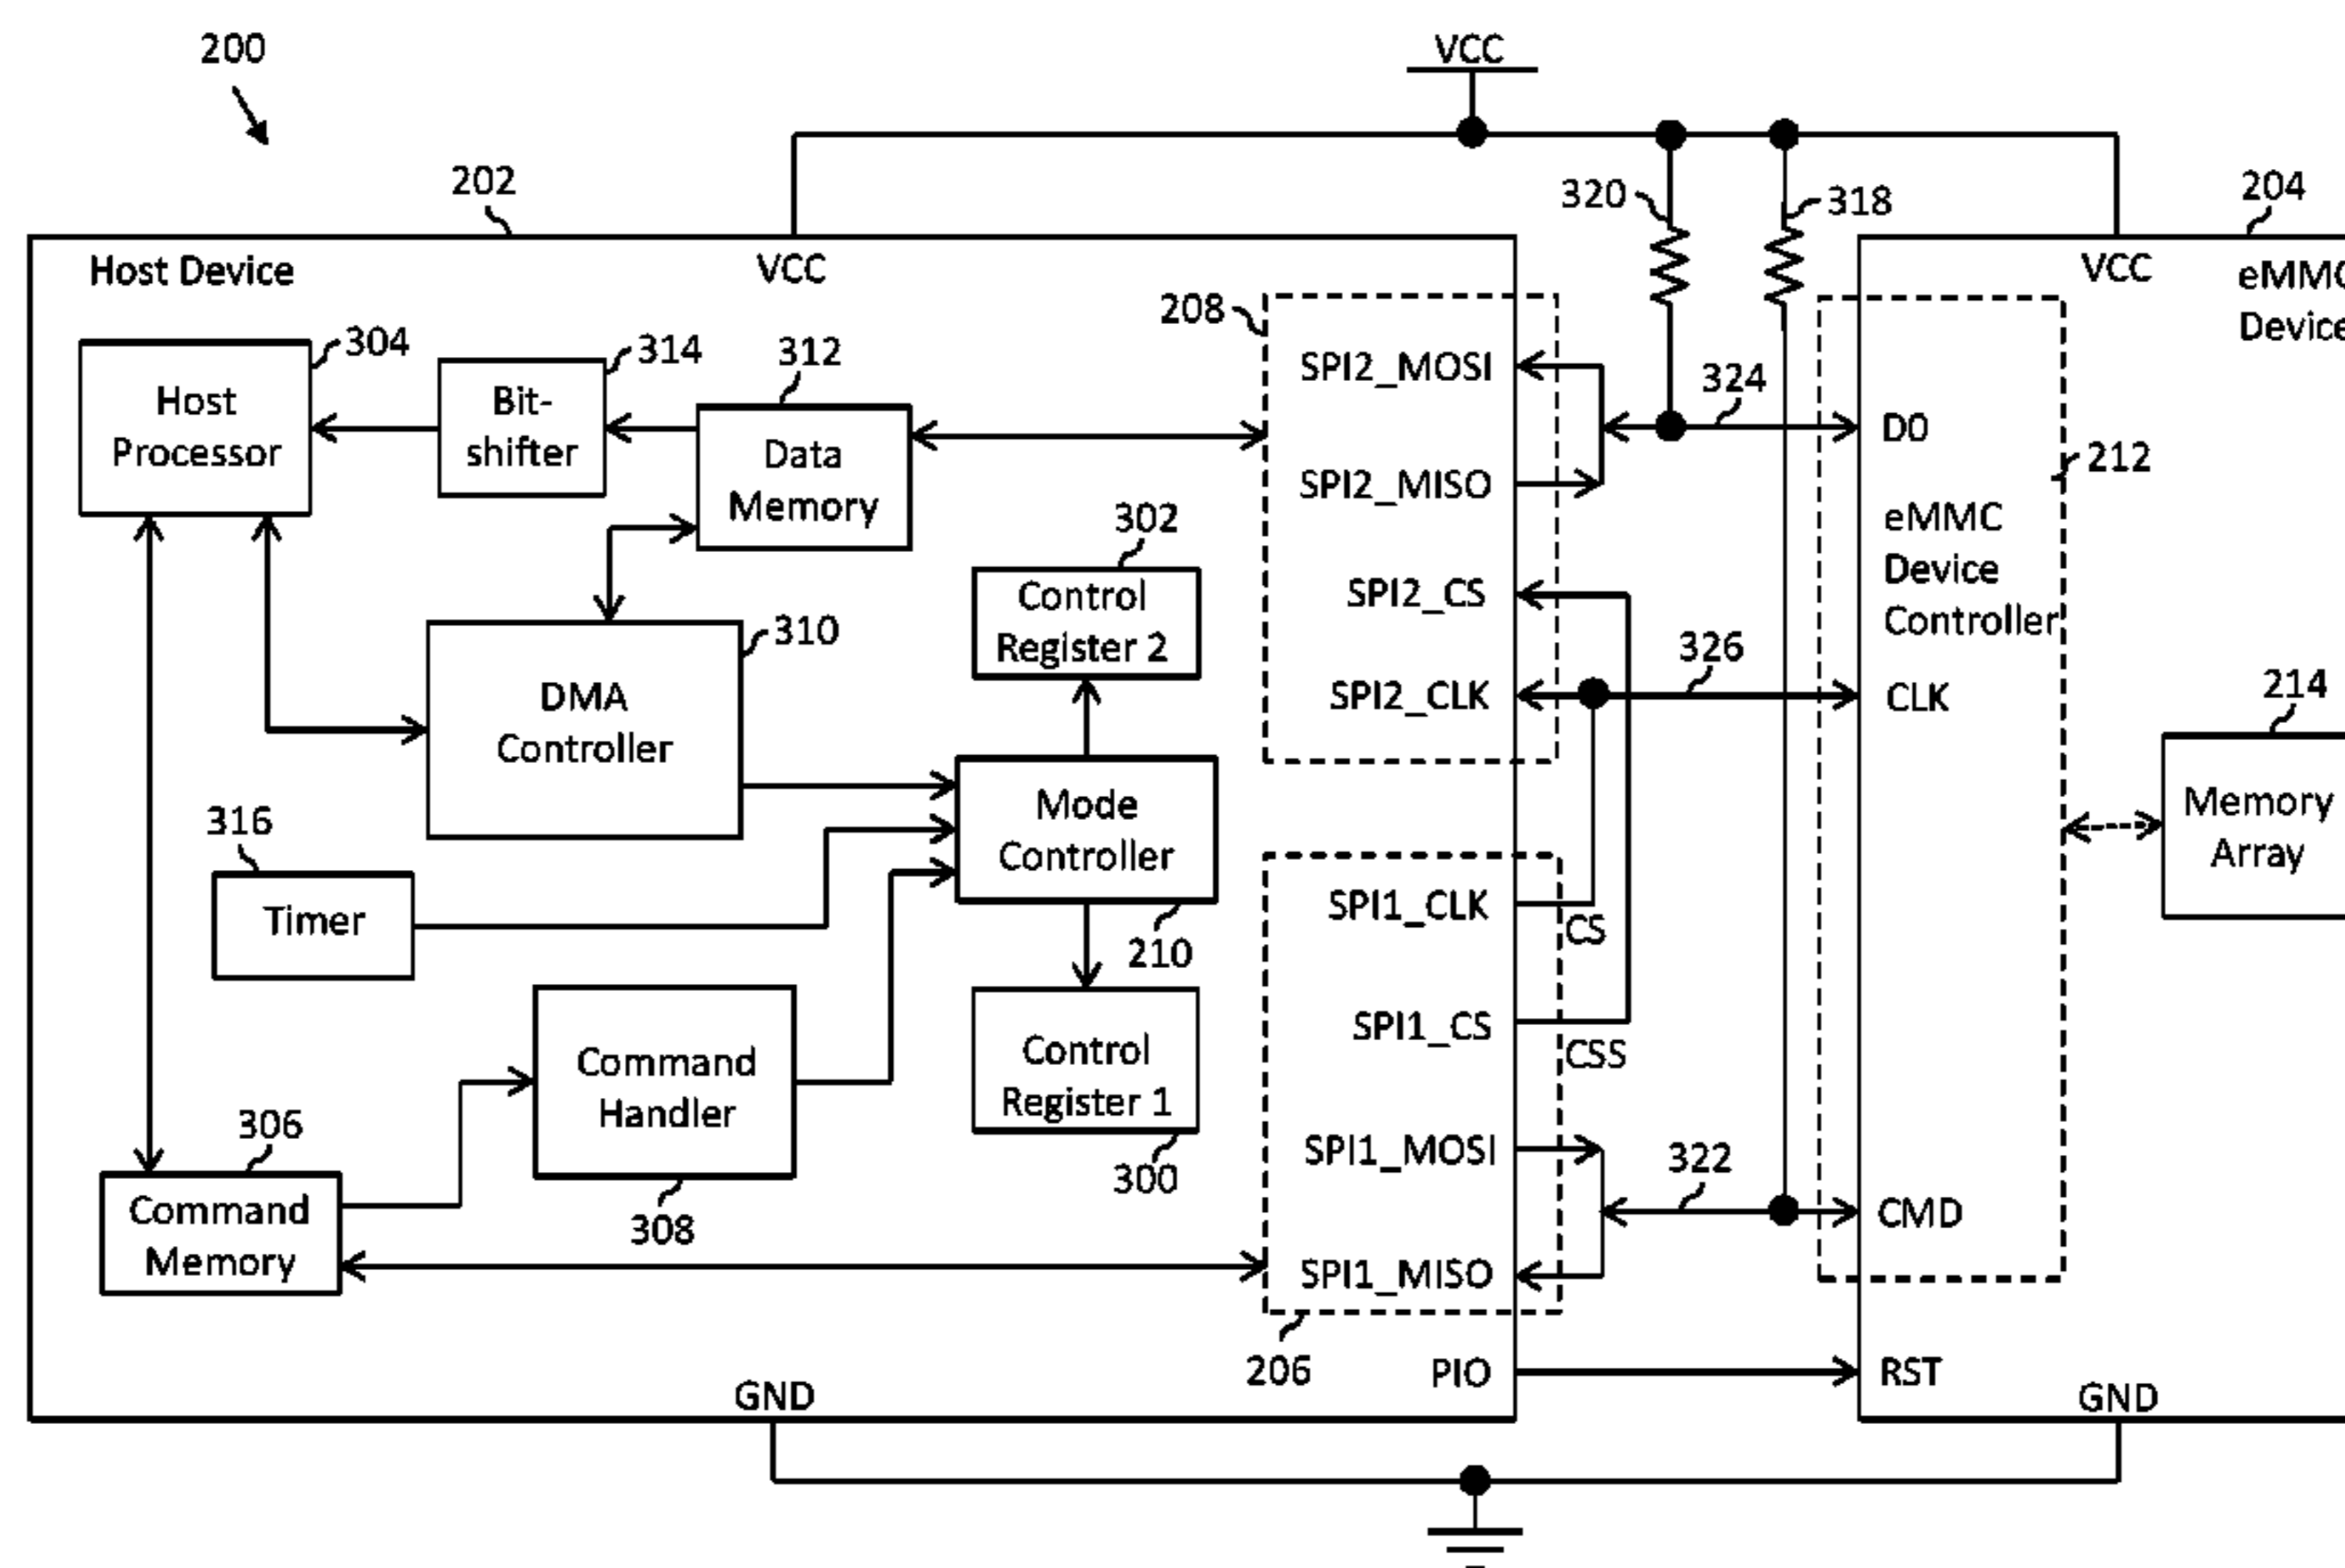 200
VCC
202
320
318
204
Host Device
VCC
VCC
eMMC
Device
208
304
314
312
SPI2_MOSI
324
Host
Processor
Bit-
shifter
Data
Memory
D0
212
SPI2_MISO
302
eMMC
Device
Controller
Control
Register 2
SPI2_CS
310
326
DMA
Controller
SPI2_CLK
CLK
214
316
Mode
Controller
Memory
Array
Timer
SPI1_CLK
CS
210
SPI1_CS
CSS
Command
Handler
Control
Register 1
306
SPI1_MOSI
322
300
Command
Memory
308
CMD
SPI1_MISO
206
PIO
RST
GND
GND